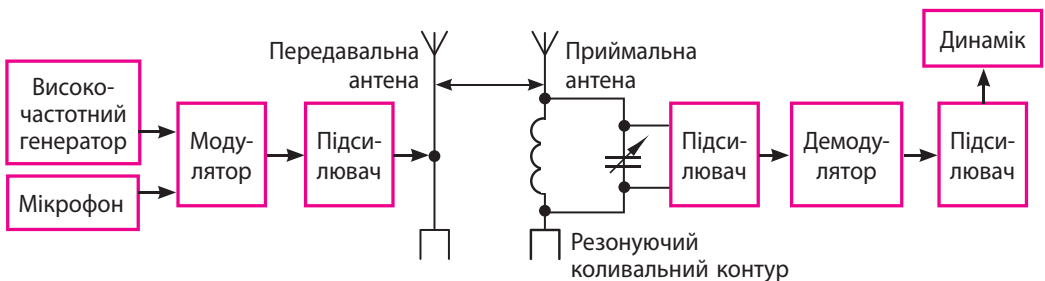 Високо-
частотний
генератор
Мікрофон
Моду-
лятор
Підси-
лювач
Передавальна
антена
Приймальна
антена
Резонуючий
коливальний контур
Підси-
лювач
Демоду-
лятор
Підси-
лювач
Динамік